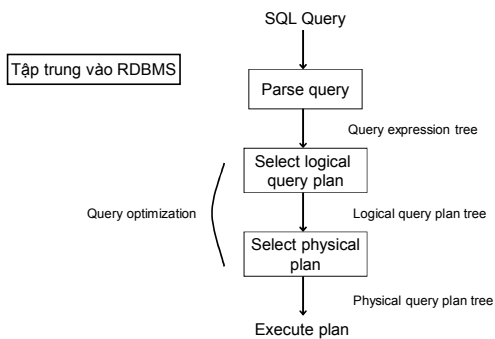 SQL Query
Tập trung vào RDBMS
Parse query
Query expression tree
Select logical
query plan
Query optimization
Logical query plan tree
Select physical
plan
Physical query plan tree
Execute plan